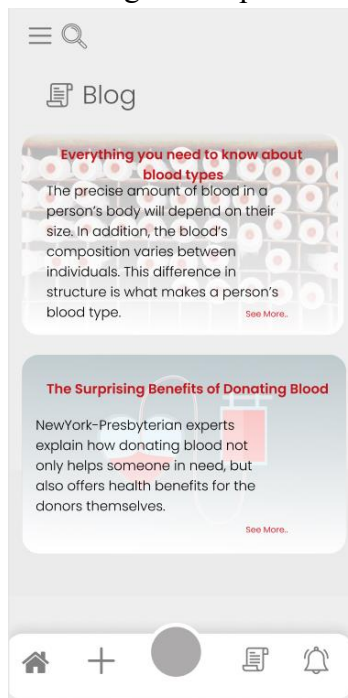 Blog
Everything you need to know about
blood types
The precise amount of blood in a
person's body will depend on their
size. In addition, the blood's
composition varies between
individuals. This difference in
structure is what makes a person's
blood type.
See More..
The Surprising Benefits of Donating Blood
NewYork-Presbyterian experts
explain how donating blood not
only helps someone in need, but
also offers health benefits for the
donors themselves.
See More..